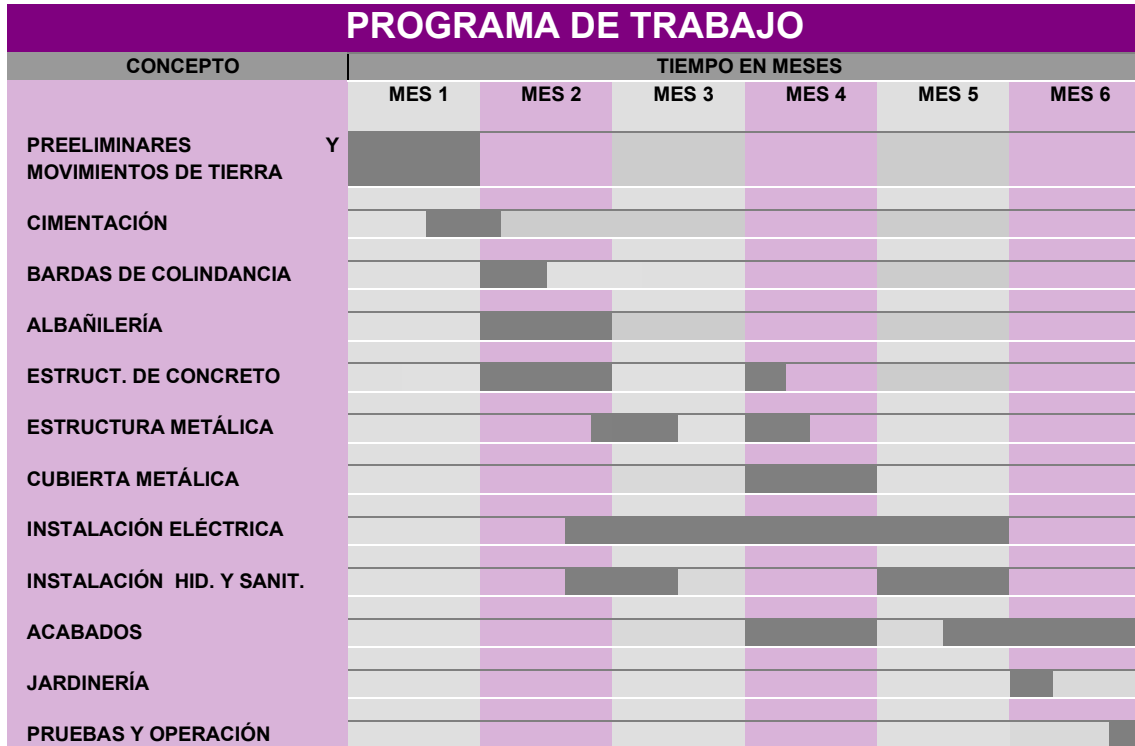 PROGRAMA DE TRABAJO
CONCEPTO TIEMPO EN MESES
MES 1 MES 2 MES 3 MES 4 MES 5 MES 6
PREELIMINARES Y
MOVIMIENTOS DE TIERRA
CIMENTACIÓN
BARDAS DE COLINDANCIA
ALBAÑILERÍA
ESTRUCT. DE CONCRETO
ESTRUCTURA METÁLICA
CUBIERTA METÁLICA
INSTALACIÓN ELÉCTRICA
INSTALACIÓN HID. Y SANIT.
ACABADOS
JARDINERÍA
PRUEBAS Y OPERACIÓN